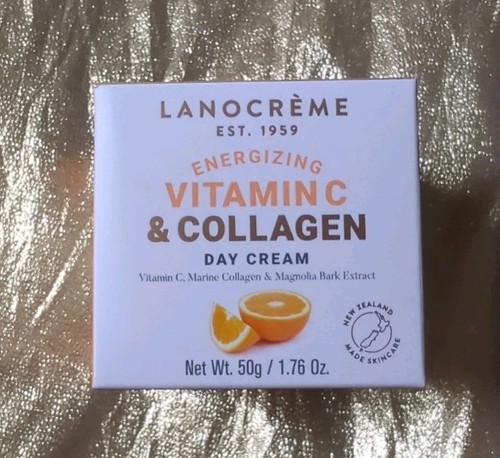 LANOCRÈME
EST. 1959
ENERGIZING
VITAMIN C
& COLLAGEN
DAY CREAM
Vitamin C, Marine Collagen & Magnolia Bark Extract
NEW ZEALAND
MADE SKINCARE
Net Wt. 50g / 1.76 Oz.